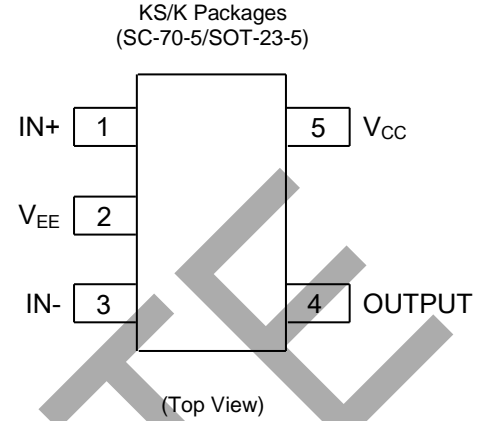 KS/K Packages
(SC-70-5/SOT-23-5)
IN+ 1 5 VCC
VEE 2
IN- 3 4 OUTPUT
(Top View)